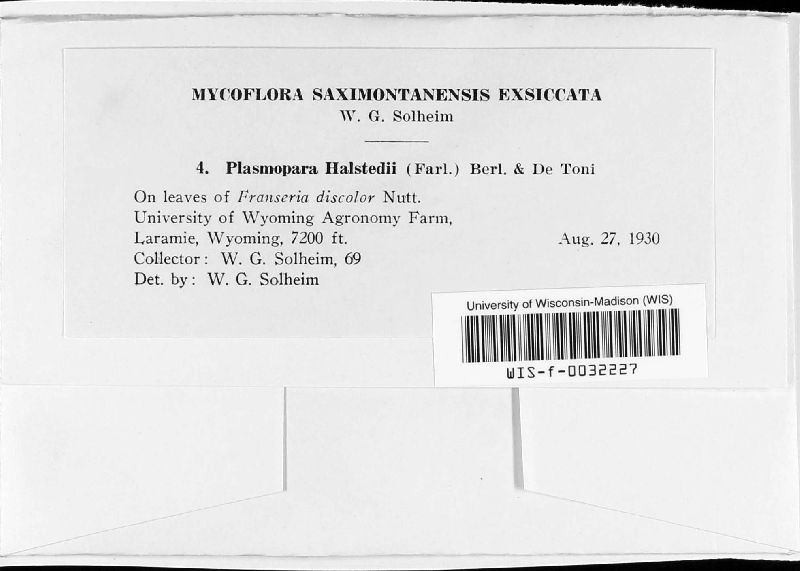 MYCOFLORA SAXIMONTANENSIS EXSICCATA
W. G. Solheim
4. Plasmopara Halstedii (Farl.) Berl. & De Toni
On leaves of Franseria discolor Nutt.
University of Wyoming Agronomy Farm,
Laramie, Wyoming, 7200 ft. Aug. 27, 1930
Collector: W. G. Solheim, 69
Det. by: W. G. Solheim
University of Wisconsin-Madison (WIS)
WIS-f-0032227